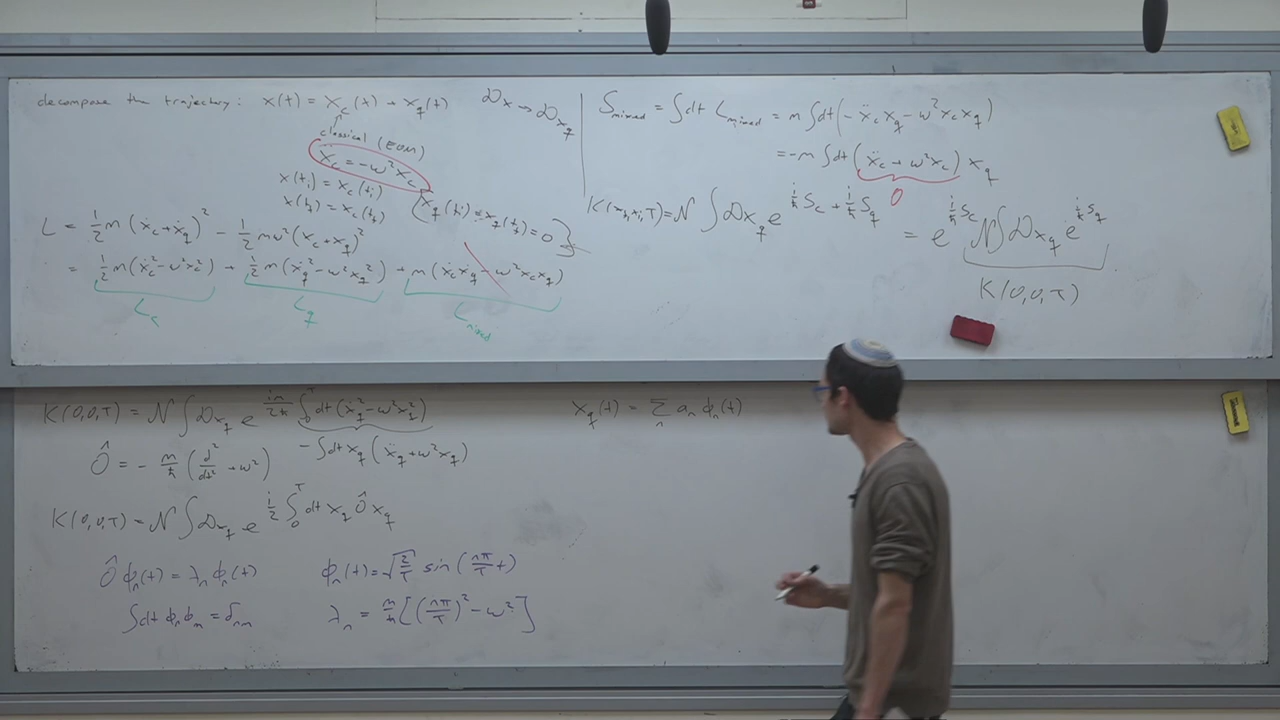 decompose the trajectory: x(t) = x_c(t) + x_q(t)   𝒟x → 𝒟x_q
classical (EOM)
ẍ_c = -ω²x_c
x(t_i) = x_c(t_i)
x(t_f) = x_c(t_f)   {x_q(t_i) = x_q(t_f) = 0}
L = ½m(ẋ_c + ẋ_q)² - ½mω²(x_c + x_q)²
= ½m(ẋ_c² - ω²x_c²) + ½m(ẋ_q² - ω²x_q²) + m(ẋ_cẋ_q - ω²x_cx_q)
L_c   L_q   L_mixed
S_mixed = ∫dt L_mixed = m∫dt(-ẍ_c x_q - ω²x_c x_q)
= -m∫dt(ẍ_c + ω²x_c) x_q
0
K(x_f,x_i,T) = 𝒩∫𝒟x_q e^{i/ħ S_c + i/ħ S_q} = e^{i/ħ S_c} 𝒩∫𝒟x_q e^{i/ħ S_q}
K(0,0,T)
K(0,0,T) = 𝒩∫𝒟x_q e^{im/2ħ ∫_0^T dt(ẋ_q² - ω²x_q²)}
Ô = -m/ħ (d²/dt² + ω²)   -∫dt x_q(ẍ_q + ω²x_q)
K(0,0,T) = 𝒩∫𝒟x_q e^{i/2 ∫_0^T dt x_q Ô x_q}
Ôφ_n(t) = λ_n φ_n(t)   φ_n(t) = √(2/T) sin(nπ/T t)
∫dt φ_n φ_m = δ_nm   λ_n = m/ħ[(nπ/T)² - ω²]
x_q(t) = Σ_n a_n φ_n(t)